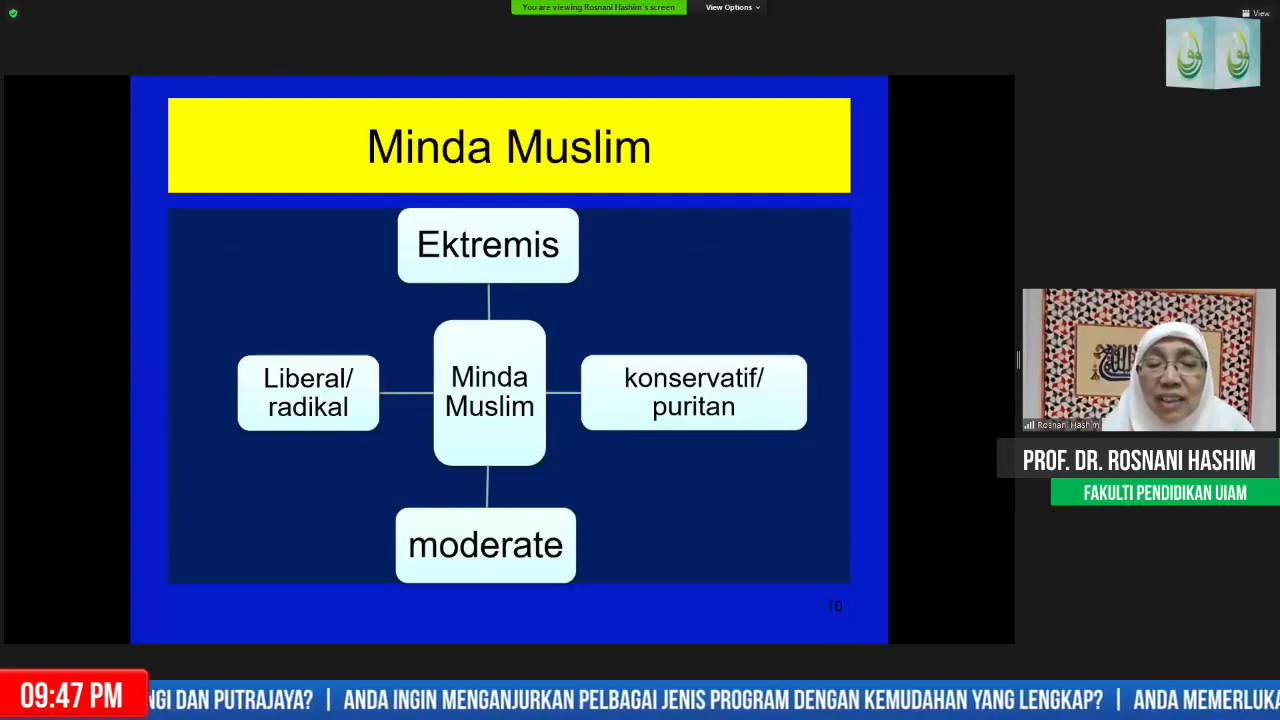 You are viewing Rosnani Hashim's screen
View Options
View
Minda Muslim
Ektremis
Liberal/
radikal
Minda
Muslim
konservatif/
puritan
moderate
10
Rosnani Hashim
PROF. DR. ROSNANI HASHIM
FAKULTI PENDIDIKAN UIAM
09:47 PM
NGI DAN PUTRAJAYA? | ANDA INGIN MENGANJURKAN PELBAGAI JENIS PROGRAM DENGAN KEMUDAHAN YANG LENGKAP? | ANDA MEMERLUKA